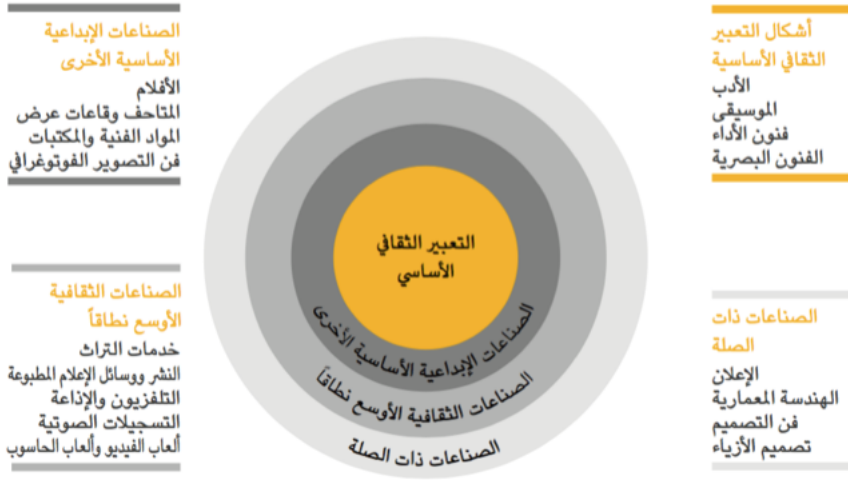 أشكال التعبير
الثقافي الأساسية
الأدب
الموسيقى
فنون الأداء
الفنون البصرية
الصناعات الإبداعية
الأساسية الأخرى
الأفلام
المتاحف وقاعات عرض
المواد الفنية والمكتبات
فن التصوير الفوتوغرافي
التعبير الثقافي
الأساسي
الصناعات الإبداعية الأساسية الأخرى
الصناعات الثقافية الأوسع نطاقاً
الصناعات ذات الصلة
الصناعات ذات
الصلة
الإعلان
الهندسة المعمارية
فن التصميم
تصميم الأزياء
الصناعات الثقافية
الأوسع نطاقاً
خدمات التراث
النشر ووسائل الإعلام المطبوعة
التلفزيون والإذاعة
التسجيلات الصوتية
ألعاب الفيديو وألعاب الحاسوب